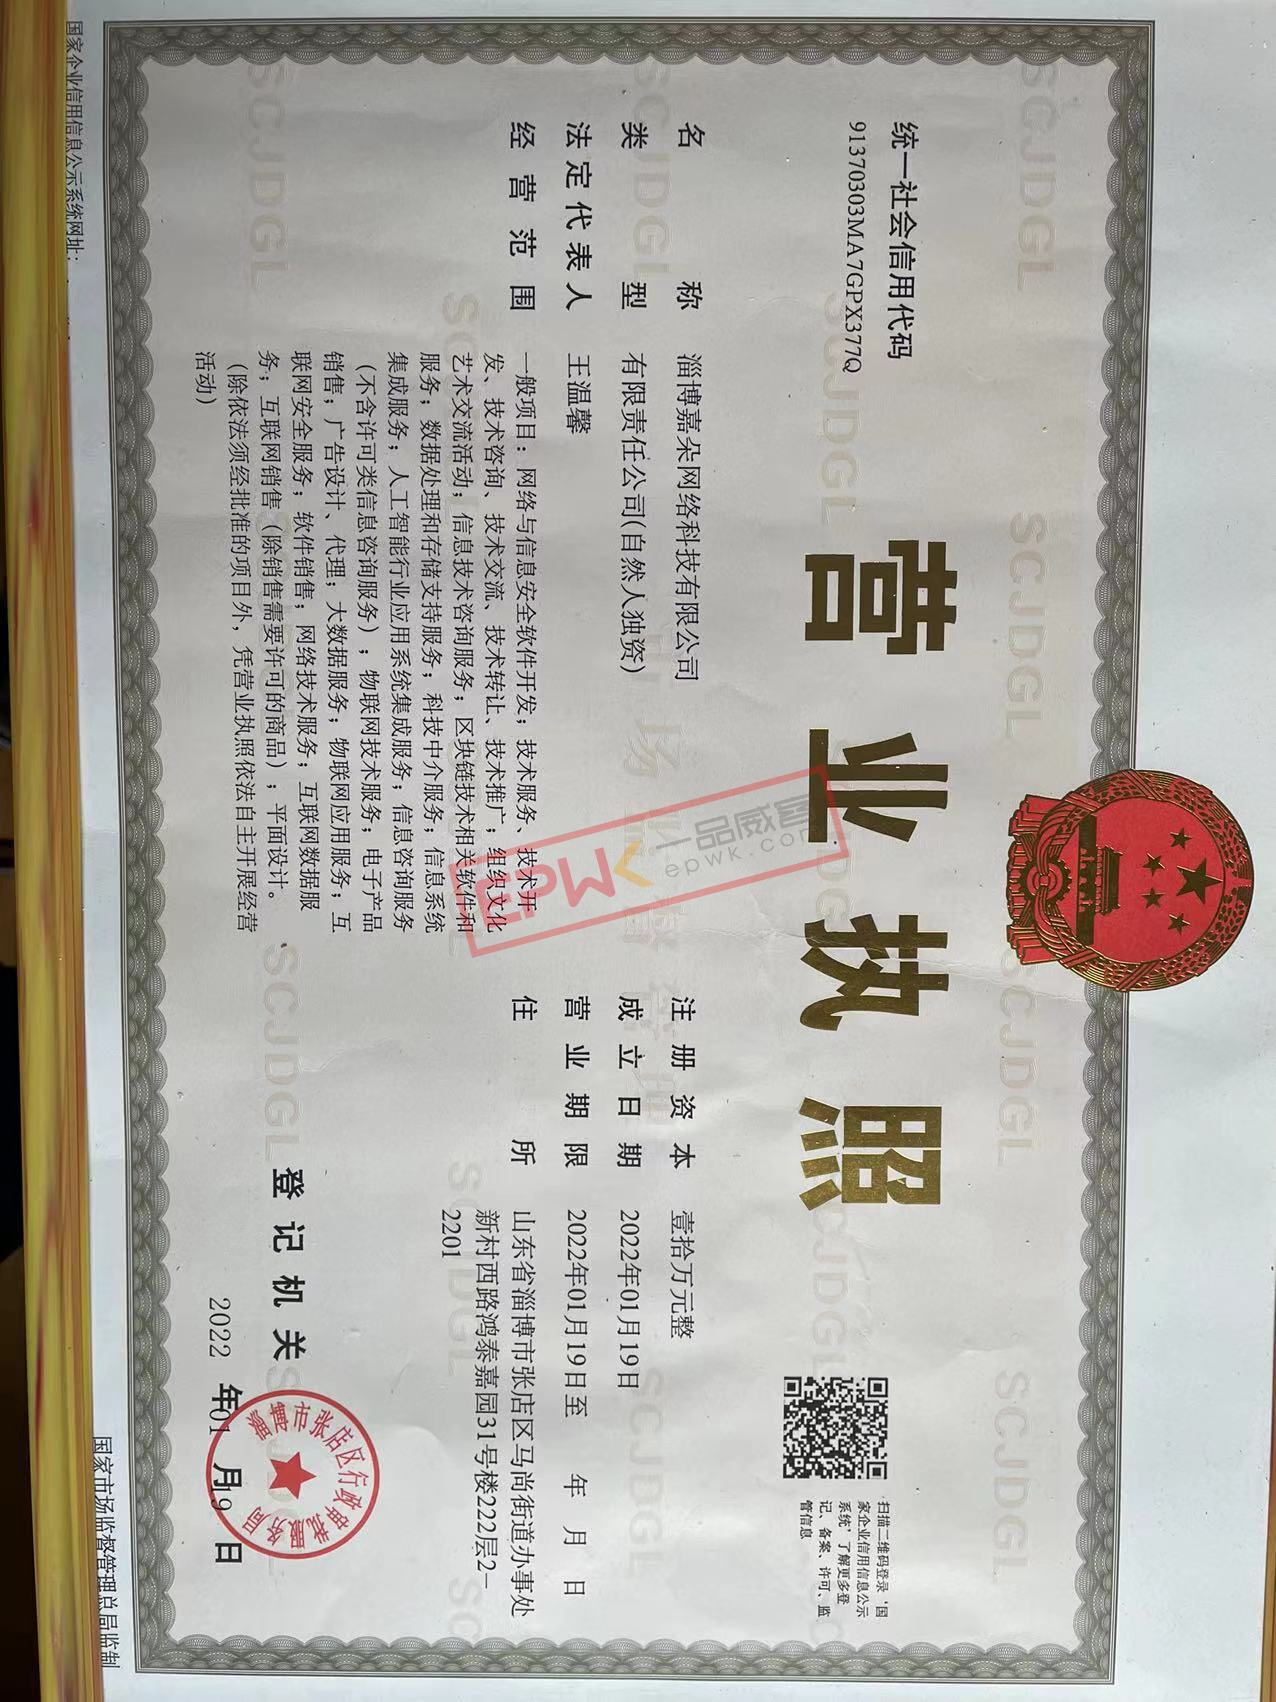 统一社会信用代码
91370303MA7GPX377Q
营业执照
扫描二维码登录‘国
家企业信用信息公示
系统’了解更多登
记、备案、许可、监
管信息
名称 淄博嘉朵网络科技有限公司
类型 有限责任公司(自然人独资)
法定代表人 王温馨
经营范围 一般项目：网络与信息安全软件开发；技术服务、技术开
发、技术咨询、技术交流、技术转让、技术推广；组织文化
艺术交流活动；信息技术咨询服务；区块链技术相关软件和
服务；数据处理和存储支持服务；科技中介服务；信息系统
集成服务；人工智能行业应用系统集成服务；信息咨询服务
（不含许可类信息咨询服务）；物联网技术服务；电子产品
销售；广告设计、代理；大数据服务；物联网应用服务；互
联网安全服务；软件销售；网络技术服务；互联网数据服
务；互联网销售（除销售需要许可的商品）；平面设计。
（除依法须经批准的项目外，凭营业执照依法自主开展经营
活动）
注册资本 壹拾万元整
成立日期 2022年01月19日
营业期限 2022年01月19日至 年 月 日
住所 山东省淄博市张店区马尚街道办事处
新村西路鸿泰嘉园31号楼222层2-
2201
登记机关
2022 年01 月19 日
淄博市张店区行政审批服务局
国家企业信用信息公示系统网址：
国家市场监督管理总局监制
EPWK 一品威客
epwk.com
SCJDGL
市场监督管理